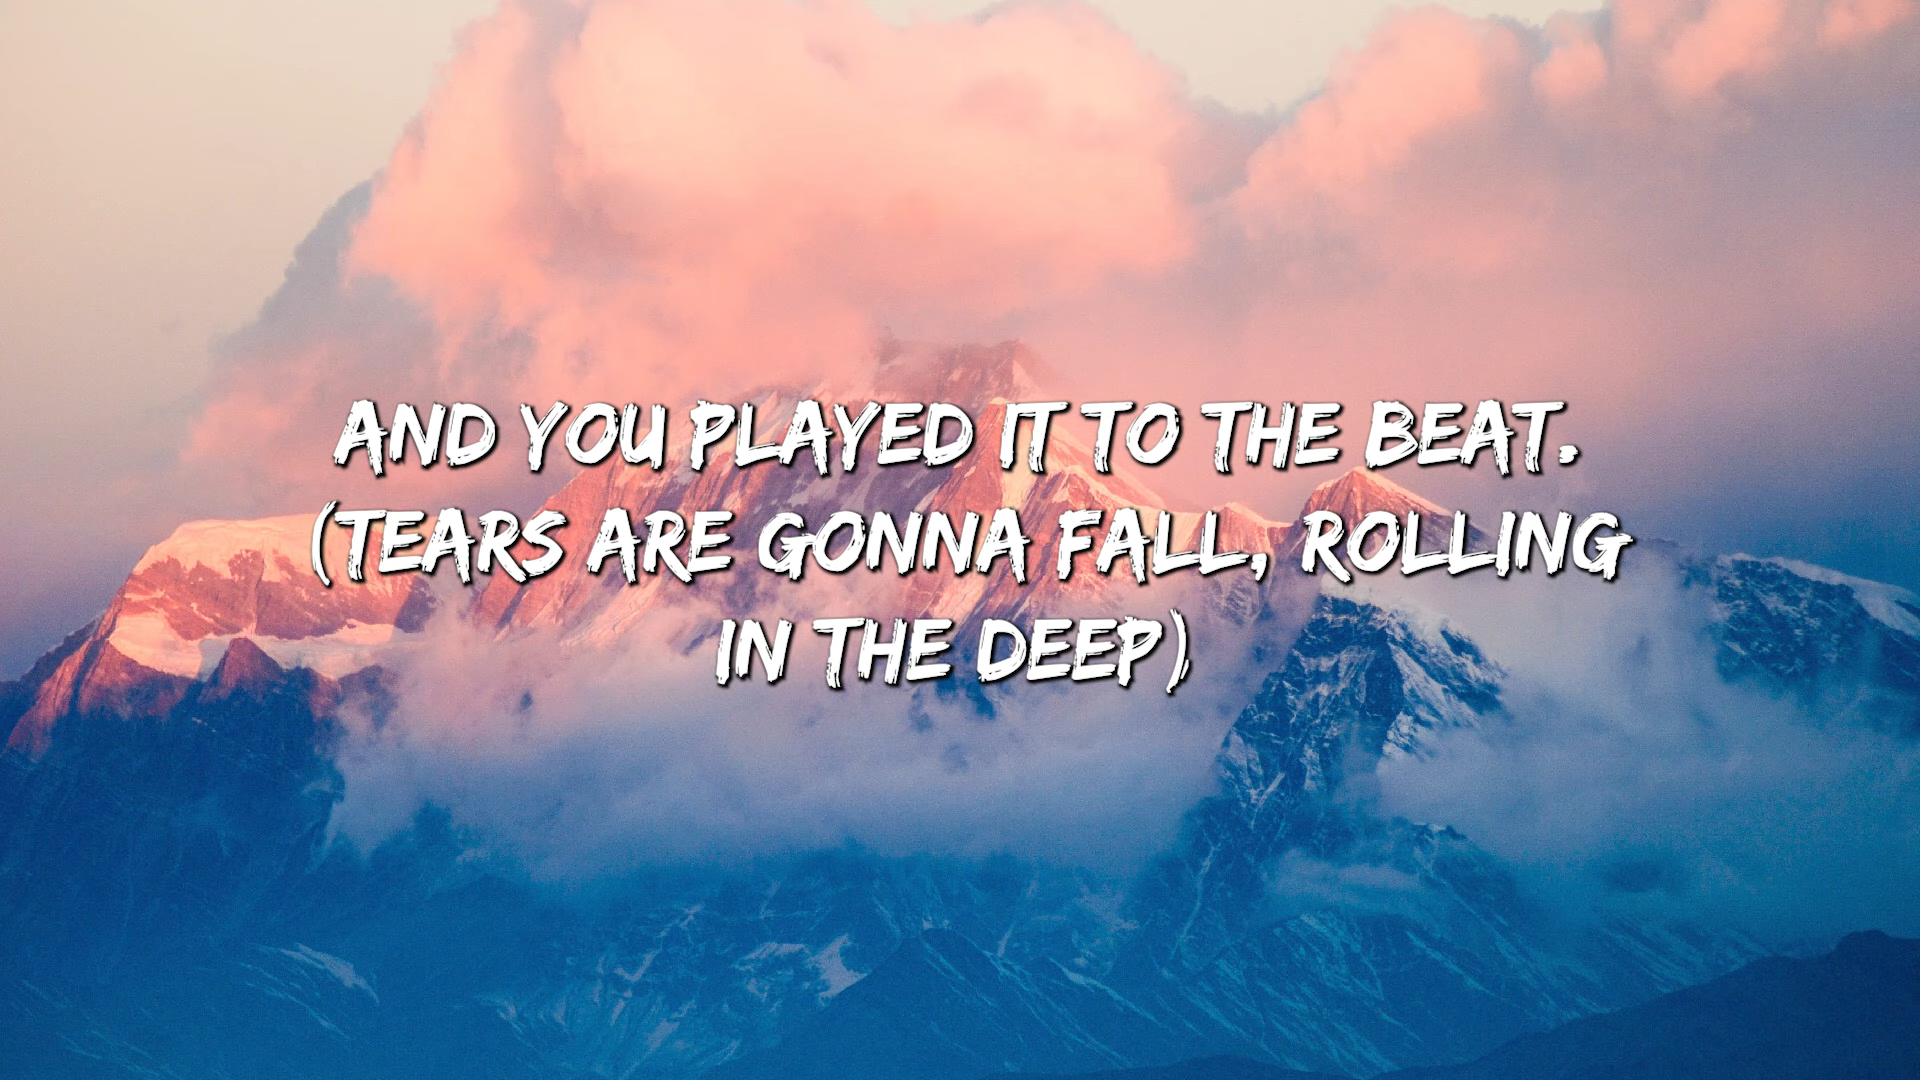 AND YOU PLAYED IT TO THE BEAT.
(TEARS ARE GONNA FALL, ROLLING
IN THE DEEP)